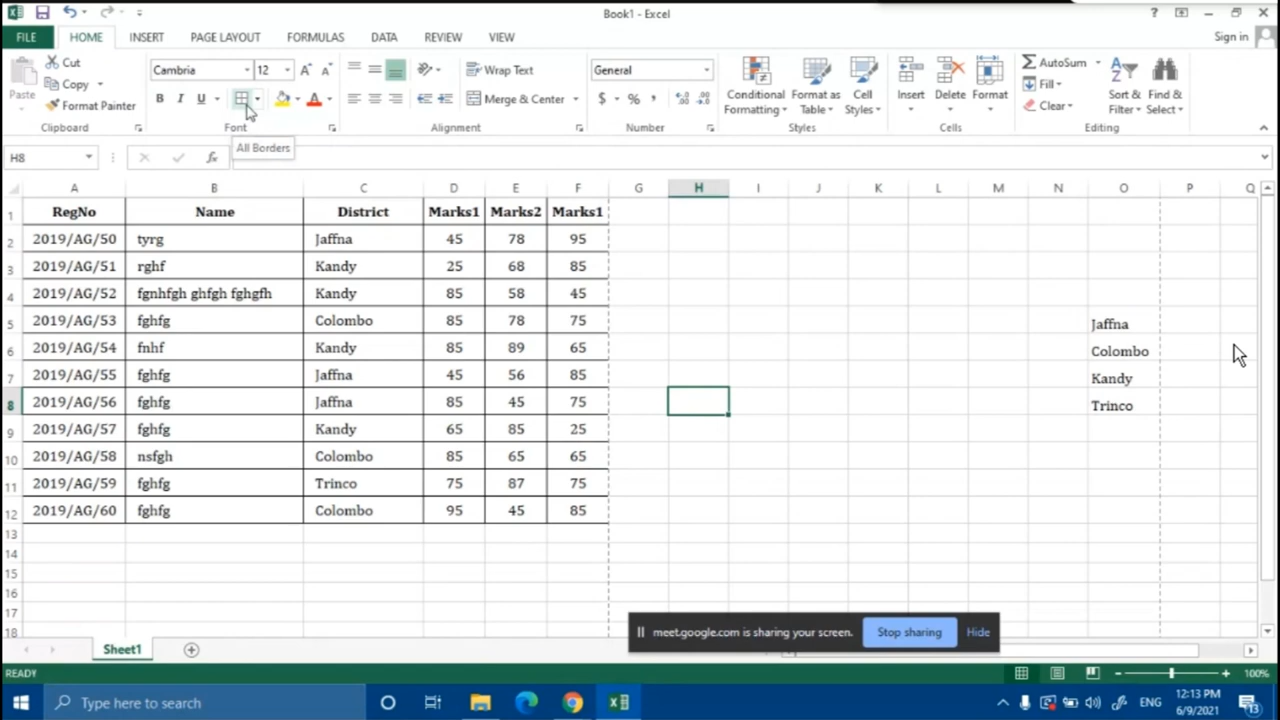 Book1 - Excel
FILE HOME INSERT PAGE LAYOUT FORMULAS DATA REVIEW VIEW Sign in
Paste Cut Copy Format Painter Clipboard
Cambria 12 B I U Font
Wrap Text Merge & Center Alignment
General $ % , Number
Conditional Formatting Format as Table Cell Styles Styles
Insert Delete Format Cells
AutoSum Fill Clear Sort & Filter Find & Select Editing
All Borders
H8 fx
A B C D E F G H I J K L M N O P Q
1 RegNo Name District Marks1 Marks2 Marks1
2 2019/AG/50 tyrg Jaffna 45 78 95
3 2019/AG/51 rghf Kandy 25 68 85
4 2019/AG/52 fgnhfgh ghfgh fghgfh Kandy 85 58 45
5 2019/AG/53 fghfg Colombo 85 78 75 Jaffna
6 2019/AG/54 fnhf Kandy 85 89 65 Colombo
7 2019/AG/55 fghfg Jaffna 45 56 85 Kandy
8 2019/AG/56 fghfg Jaffna 85 45 75 Trinco
9 2019/AG/57 fghfg Kandy 65 85 25
10 2019/AG/58 nsfgh Colombo 85 65 65
11 2019/AG/59 fghfg Trinco 75 87 75
12 2019/AG/60 fghfg Colombo 95 45 85
13
14
15
16
17
18
meet.google.com is sharing your screen. Stop sharing Hide
Sheet1
READY 100%
Type here to search ENG 12:13 PM
6/9/2021 13